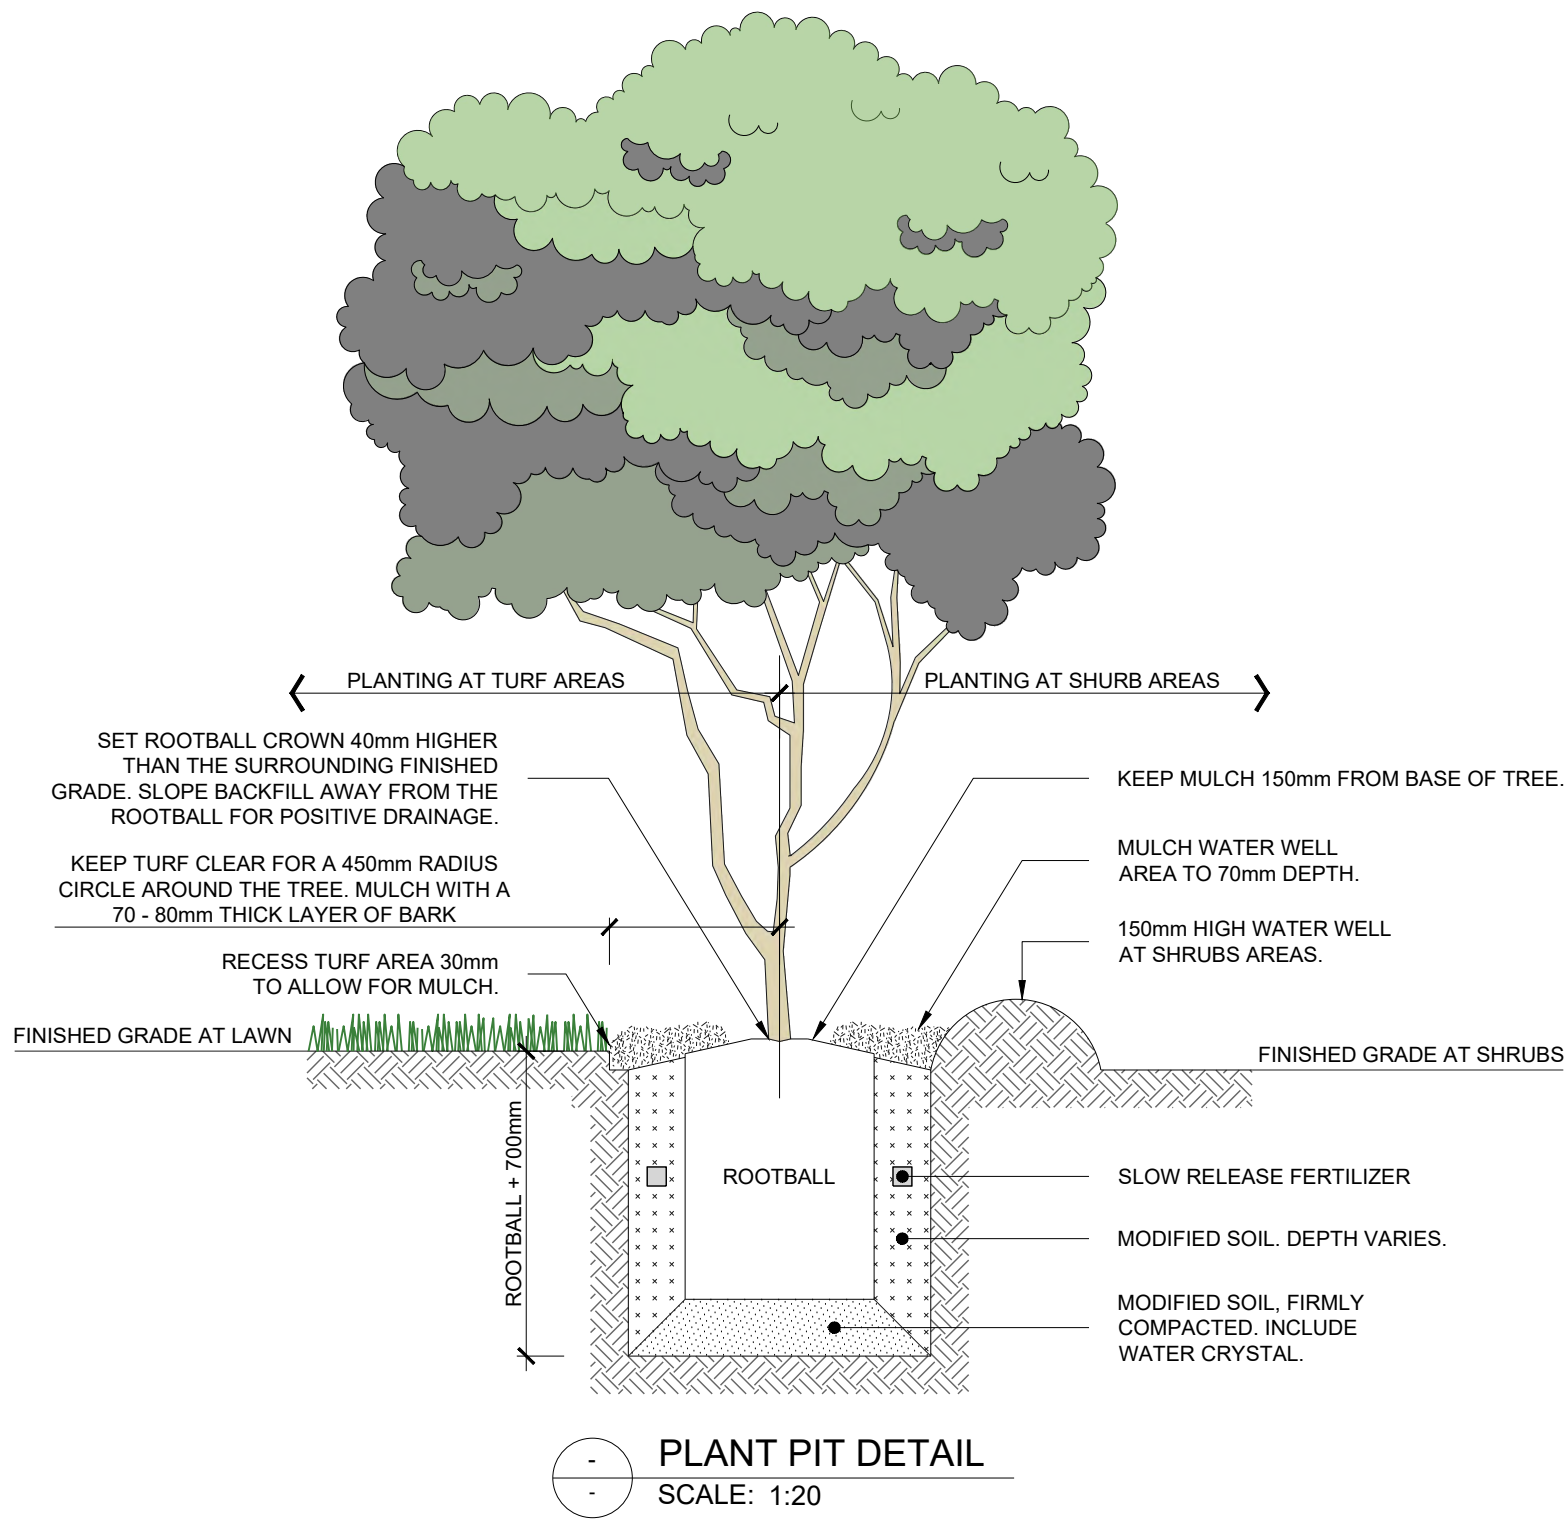 PLANTING AT TURF AREAS
PLANTING AT SHURB AREAS
SET ROOTBALL CROWN 40mm HIGHER
THAN THE SURROUNDING FINISHED
GRADE. SLOPE BACKFILL AWAY FROM THE
ROOTBALL FOR POSITIVE DRAINAGE.
KEEP TURF CLEAR FOR A 450mm RADIUS
CIRCLE AROUND THE TREE. MULCH WITH A
70 - 80mm THICK LAYER OF BARK
RECESS TURF AREA 30mm
TO ALLOW FOR MULCH.
FINISHED GRADE AT LAWN
KEEP MULCH 150mm FROM BASE OF TREE.
MULCH WATER WELL
AREA TO 70mm DEPTH.
150mm HIGH WATER WELL
AT SHRUBS AREAS.
FINISHED GRADE AT SHRUBS
ROOTBALL + 700mm
ROOTBALL
SLOW RELEASE FERTILIZER
MODIFIED SOIL. DEPTH VARIES.
MODIFIED SOIL, FIRMLY
COMPACTED. INCLUDE
WATER CRYSTAL.
-
-
PLANT PIT DETAIL
SCALE: 1:20